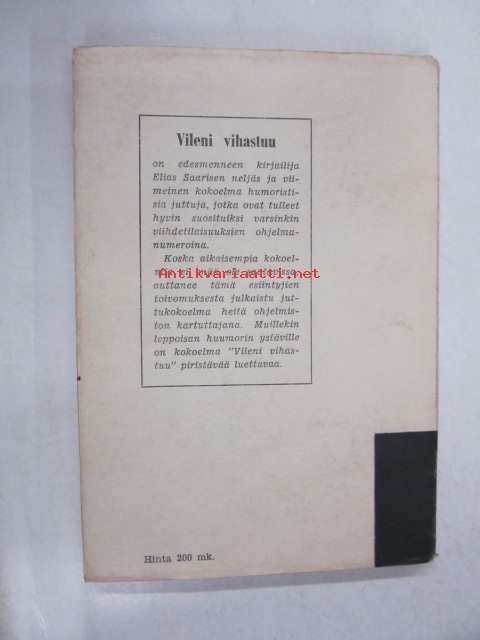 Vileni vihastuu
on edesmenneen kirjailija
Elias Saarisen neljäs ja vii-
meinen kokoelma humoristi-
sia juttuja, jotka ovat tulleet
hyvin suosituiksi varsinkin
viihdetilaisuuksien ohjelma-
numeroina.
Koska aikaisempia kokoel-
Antikvariaatti.net
auttanee tämä esiintyjien
toivomuksesta julkaistu jut-
tukokoelma heitä ohjelmis-
ton kartuttajana. Muillekin
leppoisan huumorin ystäville
on kokoelma "Vileni vihas-
tuu" piristävää luettavaa.
Hinta 200 mk.